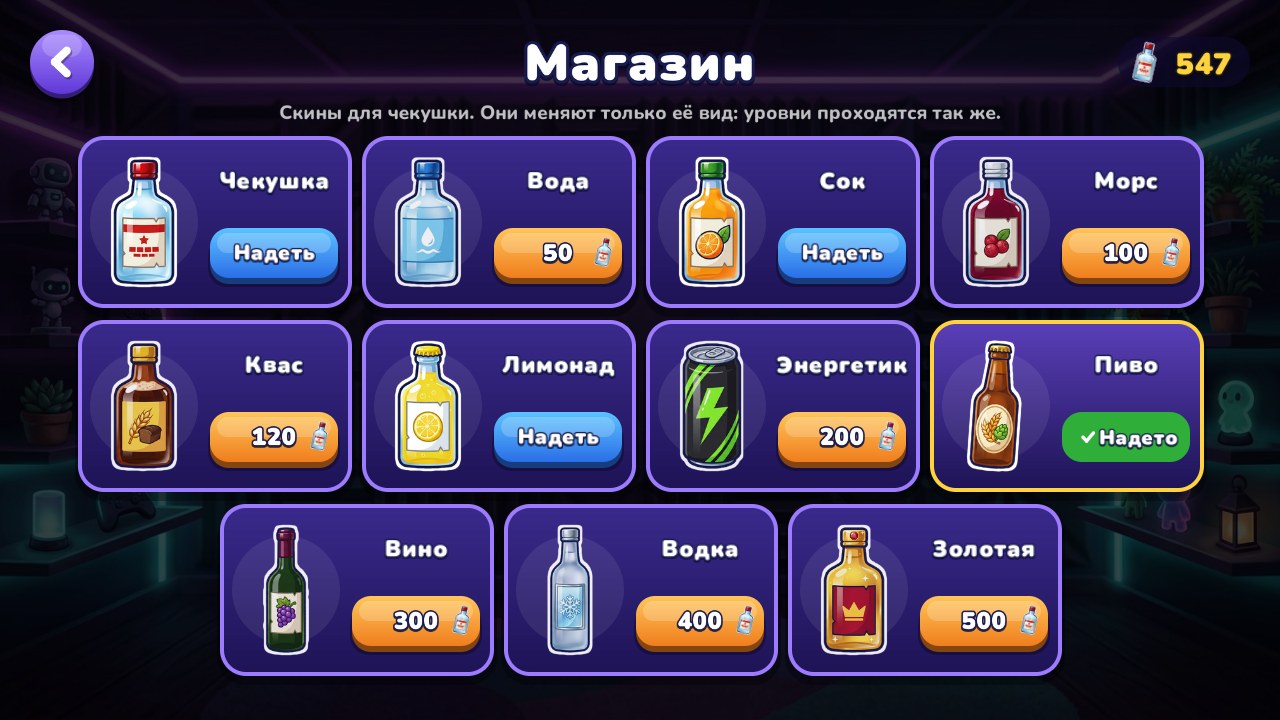 Магазин
547
Скины для чекушки. Они меняют только её вид: уровни проходятся так же.
Чекушка
Надеть
Вода
50
Сок
Надеть
Морс
100
Квас
120
Лимонад
Надеть
Энергетик
200
Пиво
Надето
Вино
300
Водка
400
Золотая
500